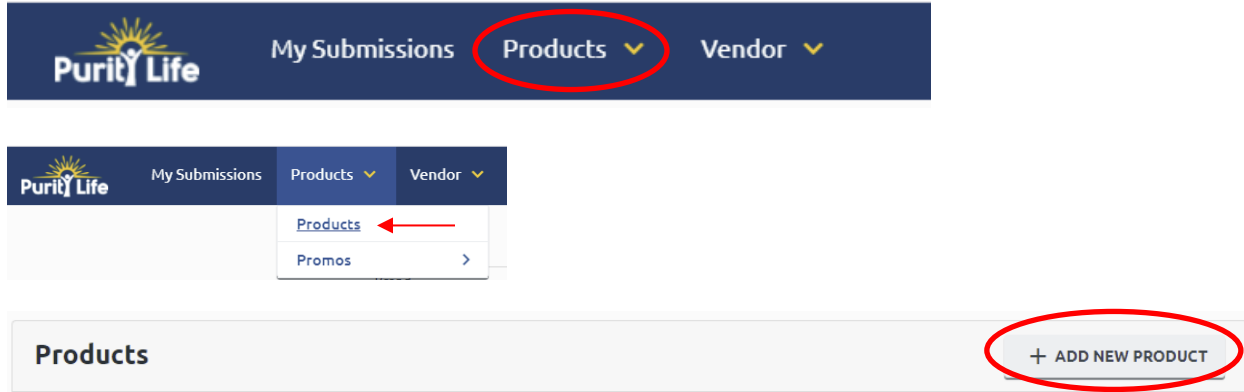 Purity Life My Submissions Products Vendor
Purity Life My Submissions Products Vendor
Products
Promos
Products + ADD NEW PRODUCT